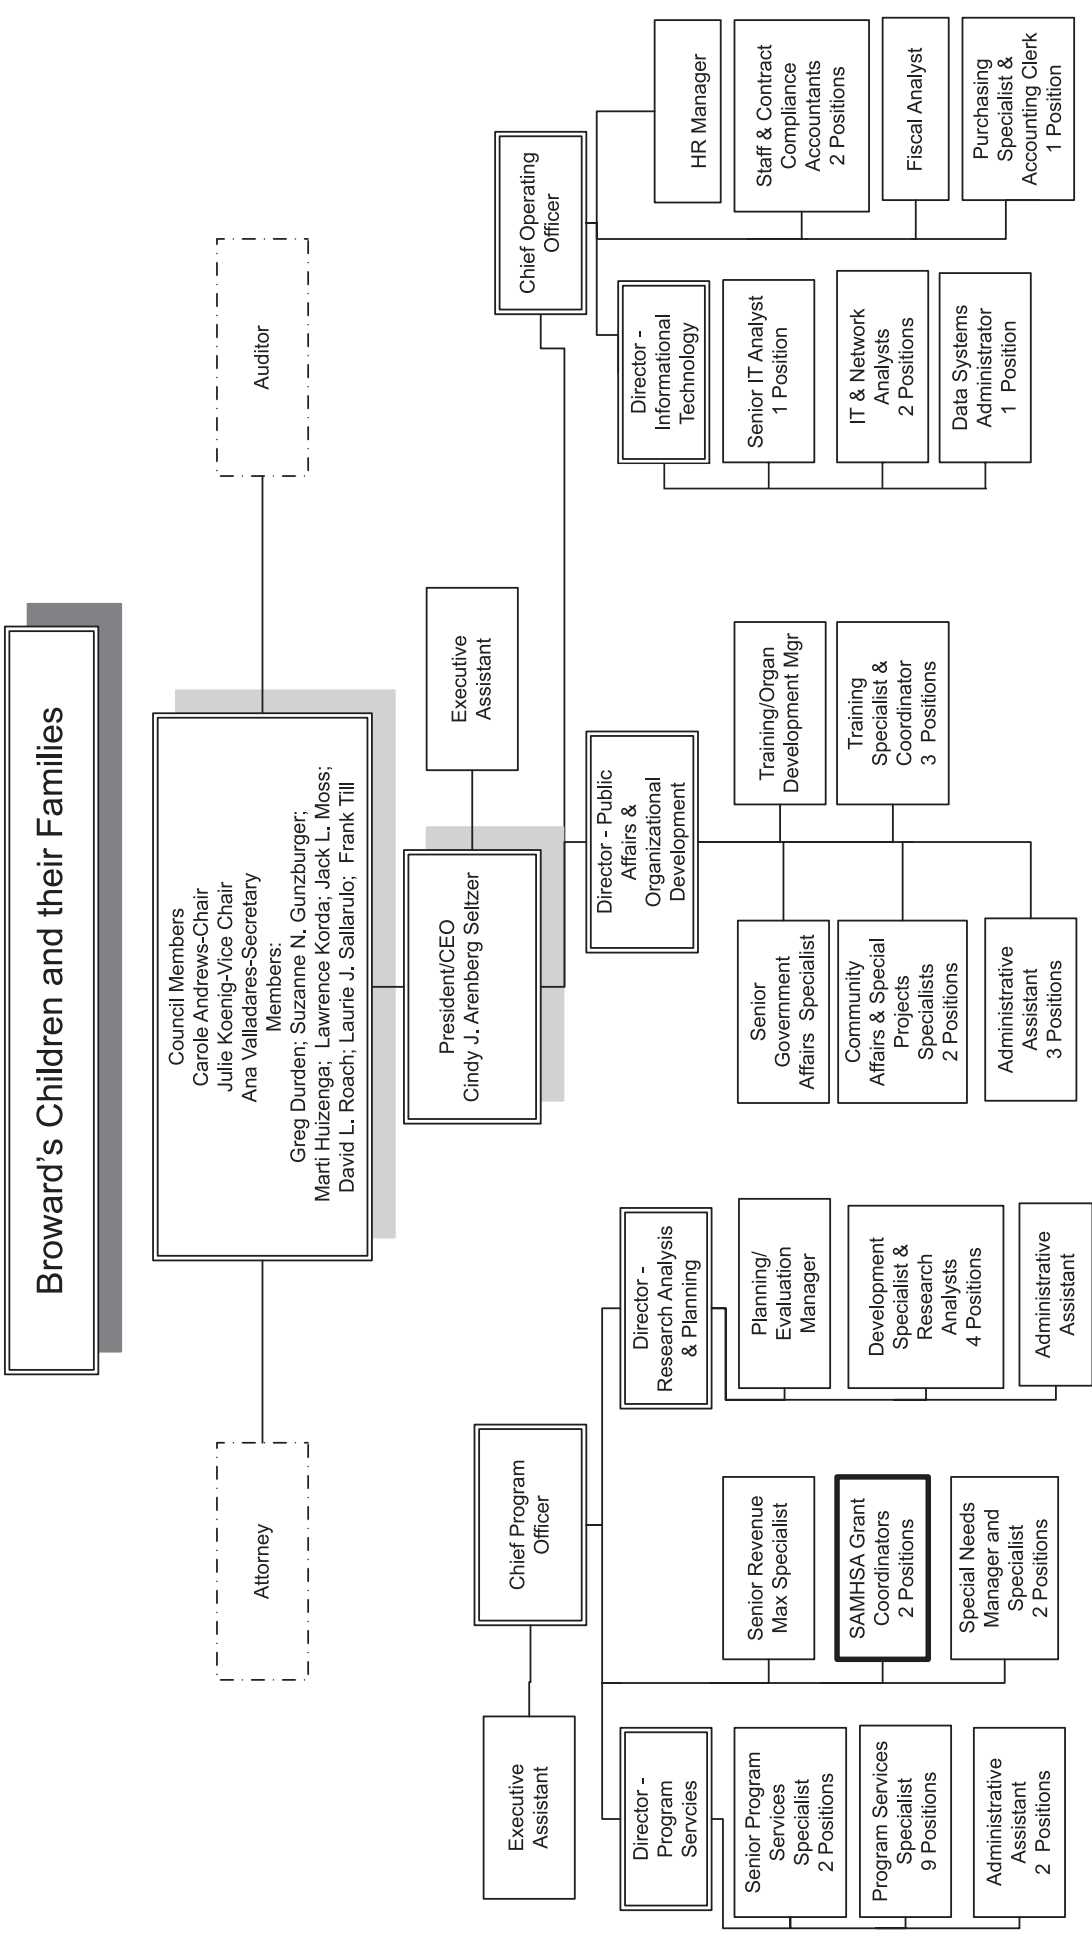 Broward's Children and their Families
Attorney
Council Members
Carole Andrews-Chair
Julie Koenig-Vice Chair
Ana Valladares-Secretary
Members:
Greg Durden; Suzanne N. Gunzburger;
Marti Huizenga; Lawrence Korda; Jack L. Moss;
David L. Roach; Laurie J. Sallarulo; Frank Till
Auditor
President/CEO
Cindy J. Arenberg Seltzer
Executive
Assistant
Executive
Assistant
Chief Program
Officer
Chief Operating
Officer
Director -
Program
Servcies
Senior Program
Services
Specialist
2 Positions
Program Services
Specialist
9 Positions
Administrative
Assistant
2 Positions
Senior Revenue
Max Specialist
SAMHSA Grant
Coordinators
2 Positions
Special Needs
Manager and
Specialist
2 Positions
Director -
Research Analysis
& Planning
Planning/
Evaluation
Manager
Development
Specialist &
Research
Analysts
4 Positions
Administrative
Assistant
Director - Public
Affairs &
Organizational
Development
Senior
Government
Affairs Specialist
Community
Affairs & Special
Projects
Specialists
2 Positions
Administrative
Assistant
3 Positions
Training/Organ
Development Mgr
Training
Specialist &
Coordinator
3 Positions
Director -
Informational
Technology
Senior IT Analyst
1 Position
IT & Network
Analysts
2 Positions
Data Systems
Administrator
1 Position
HR Manager
Staff & Contract
Compliance
Accountants
2 Positions
Fiscal Analyst
Purchasing
Specialist &
Accounting Clerk
1 Position